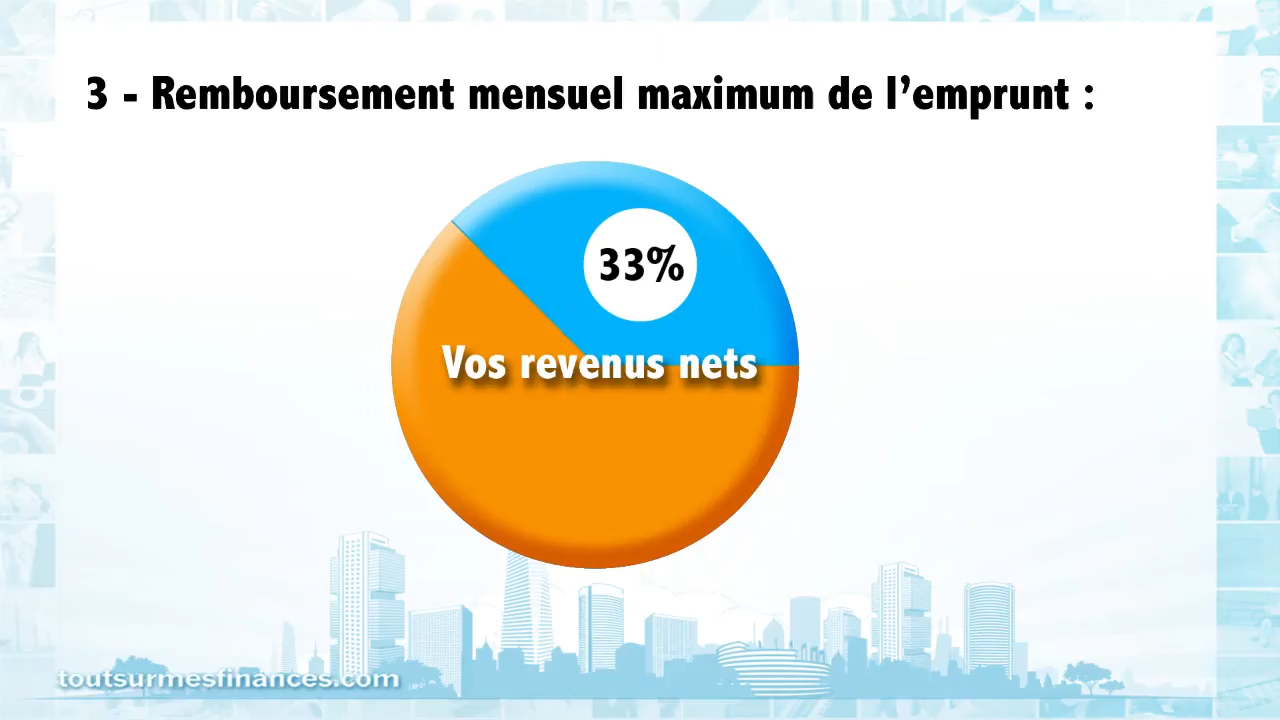 3 - Remboursement mensuel maximum de l’emprunt :
33%
Vos revenus nets
toutsurmesfinances.com